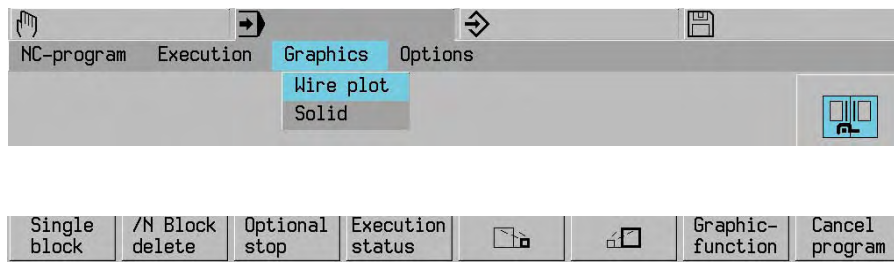 NC-program Execution Graphics Options
Wire plot
Solid
Single block
/N Block delete
Optional stop
Execution status
Graphic- function
Cancel program